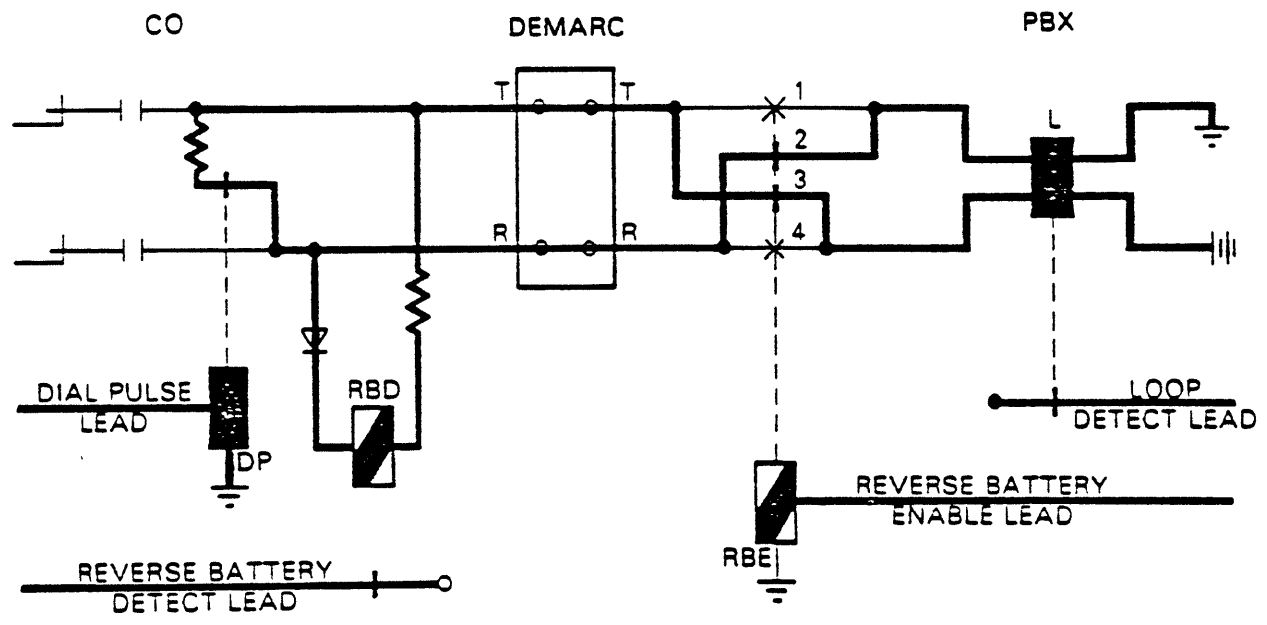 CO
DEMARC
PBX
T
T
1
2
3
R
R
4
L
DIAL PULSE
LEAD
DP
RBD
LOOP
DETECT LEAD
REVERSE BATTERY
ENABLE LEAD
RBE
REVERSE BATTERY
DETECT LEAD